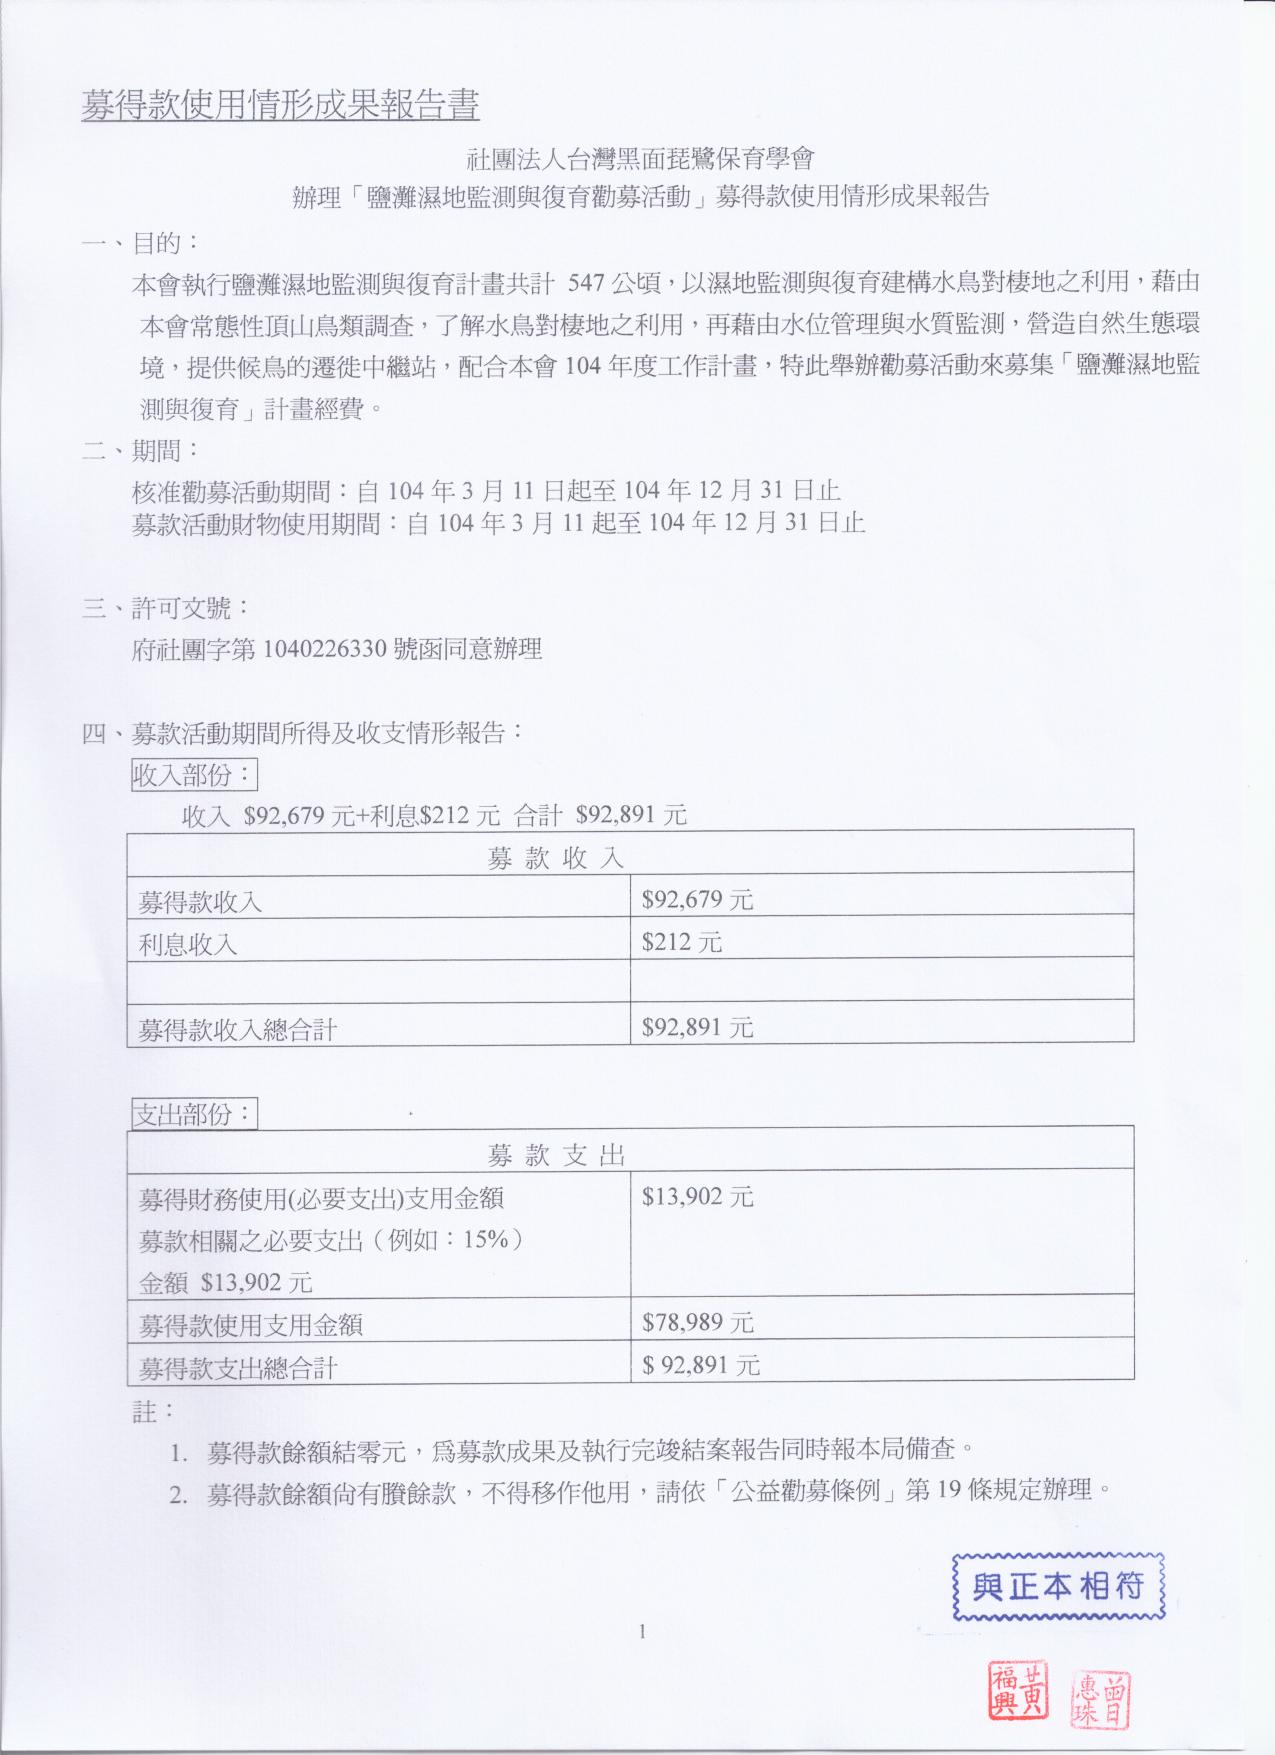 募得款使用情形成果報告書
社團法人台灣黑面琵鷺保育學會
辦理「鹽灘濕地監測與復育勸募活動」募得款使用情形成果報告
一、目的：
本會執行鹽灘濕地監測與復育計畫共計 547 公頃，以濕地監測與復育建構水鳥對棲地之利用，藉由
本會常態性頂山鳥類調查，了解水鳥對棲地之利用，再藉由水位管理與水質監測，營造自然生態環
境，提供候鳥的遷徙中繼站，配合本會 104 年度工作計畫，特此舉辦勸募活動來募集「鹽灘濕地監
測與復育」計畫經費。
二、期間：
核准勸募活動期間：自 104 年 3 月 11 日起至 104 年 12 月 31 日止
募款活動財物使用期間：自 104 年 3 月 11 起至 104 年 12 月 31 日止
三、許可文號：
府社團字第 1040226330 號函同意辦理
四、募款活動期間所得及收支情形報告：
收入部份：
收入 $92,679 元+利息$212 元 合計 $92,891 元
募 款 收 入
募得款收入 $92,679 元
利息收入 $212 元
募得款收入總合計 $92,891 元
支出部份：
募 款 支 出
募得財務使用(必要支出)支用金額 $13,902 元
募款相關之必要支出（例如：15%）
金額 $13,902 元
募得款使用支用金額 $78,989 元
募得款支出總合計 $ 92,891 元
註：
1. 募得款餘額結零元，為募款成果及執行完竣結案報告同時報本局備查。
2. 募得款餘額尚有賸餘款，不得移作他用，請依「公益勸募條例」第 19 條規定辦理。
與正本相符
1
黃福興
曾惠珠